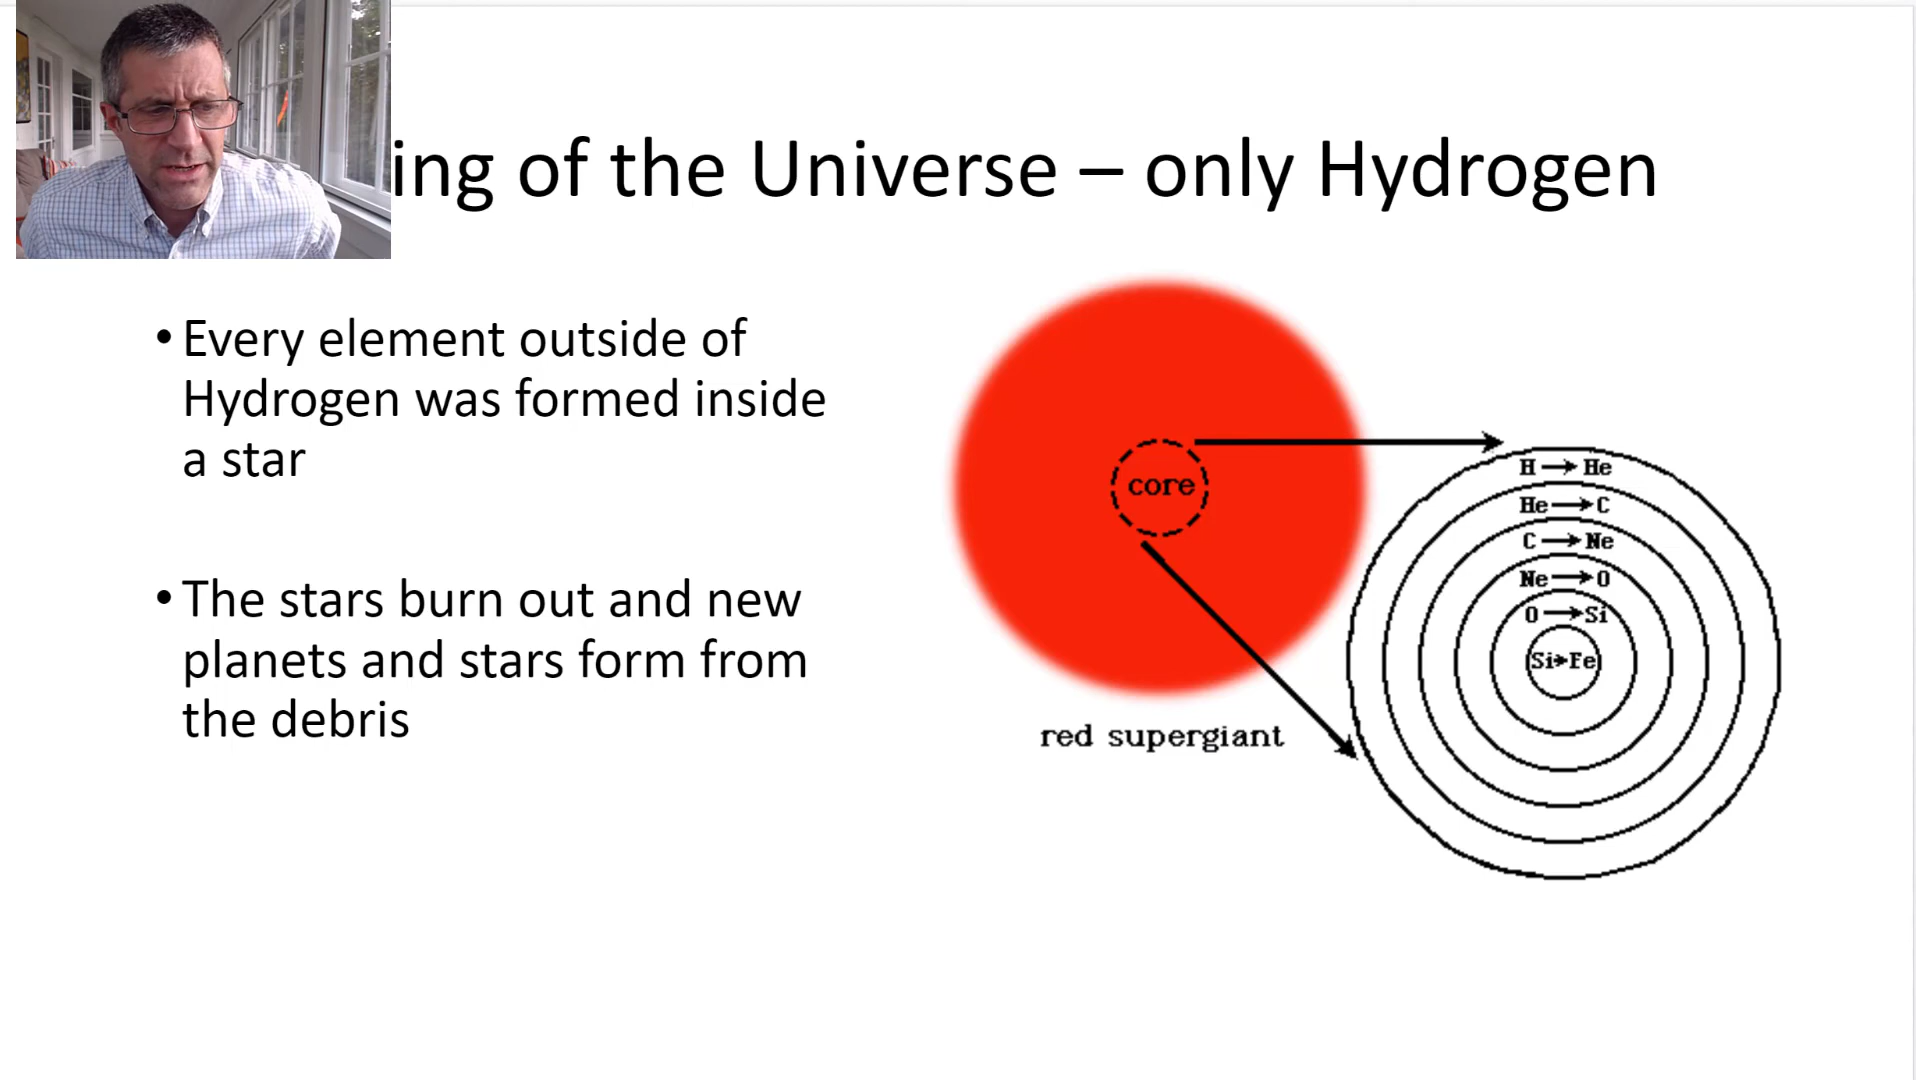 ing of the Universe – only Hydrogen
• Every element outside of
Hydrogen was formed inside
a star
• The stars burn out and new
planets and stars form from
the debris
core
red supergiant
H → He
He → C
C → Ne
Ne → O
O → Si
Si → Fe